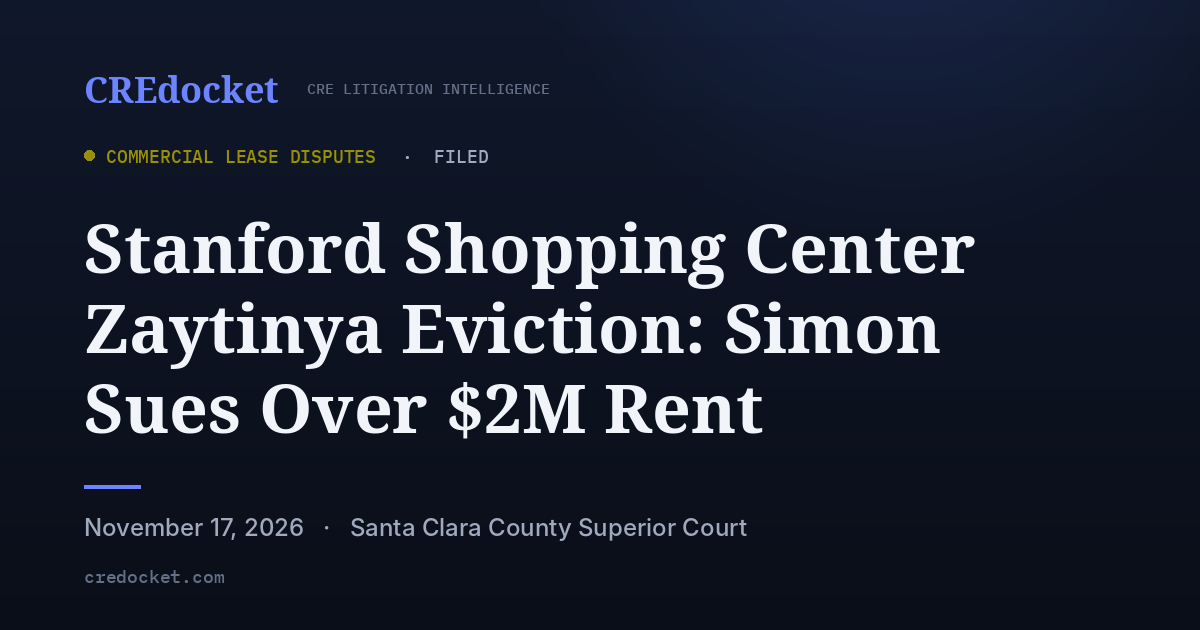 CREdocket CRE LITIGATION INTELLIGENCE
COMMERCIAL LEASE DISPUTES · FILED
Stanford Shopping Center
Zaytinya Eviction: Simon
Sues Over $2M Rent
November 17, 2026 · Santa Clara County Superior Court
credocket.com